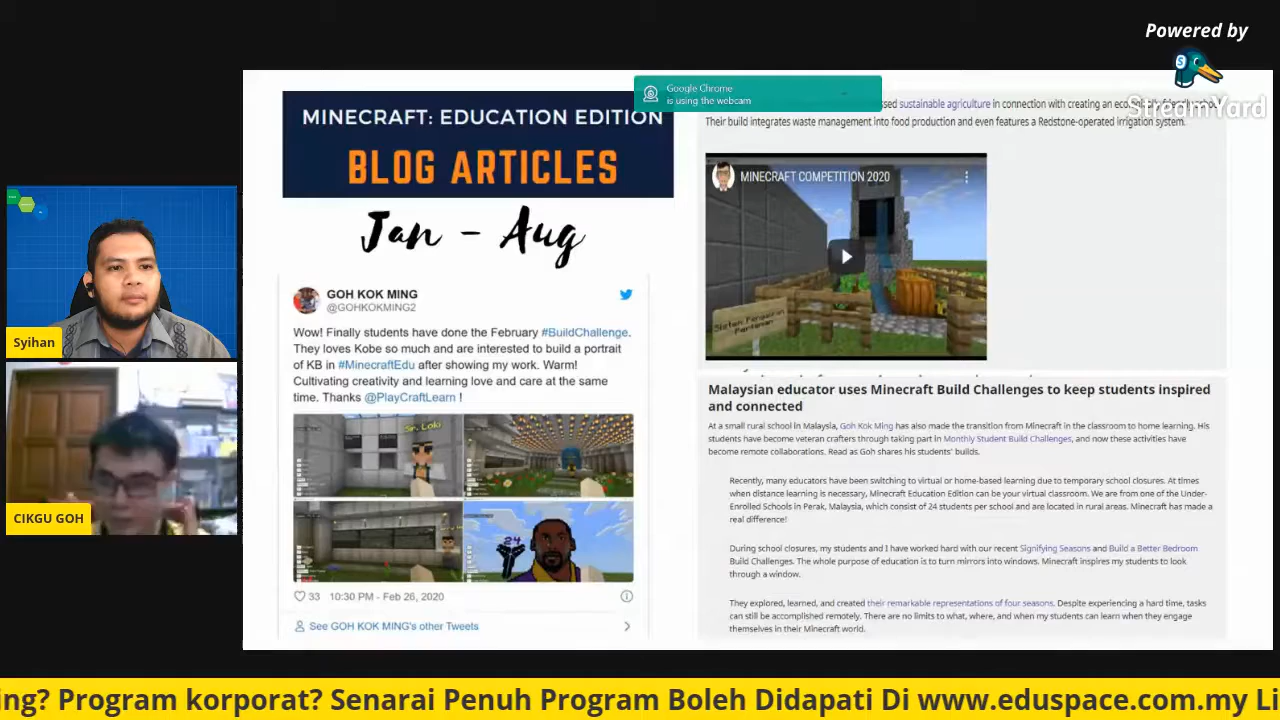 Powered by
StreamYard
Google Chrome
is using the webcam
MINECRAFT: EDUCATION EDITION
BLOG ARTICLES
Jan - Aug
GOH KOK MING
@GOHKOKMING2
Wow! Finally students have done the February #BuildChallenge.
They loves Kobe so much and are interested to build a portrait
of KB in #MinecraftEdu after showing my work. Warm!
Cultivating creativity and learning love and care at the same
time. Thanks @PlayCraftLearn !
Sir. Loki
24
33 10:30 PM - Feb 26, 2020
See GOH KOK MING's other Tweets
sustainable agriculture in connection with creating an
Their build integrates waste management into food production and even features a Redstone-operated irrigation system.
MINECRAFT COMPETITION 2020
Malaysian educator uses Minecraft Build Challenges to keep students inspired
and connected
At a small rural school in Malaysia, Goh Kok Ming has also made the transition from Minecraft in the classroom to home learning. His
students have become veteran crafters through taking part in Monthly Student Build Challenges, and now these activities have
become remote collaborations. Read as Goh shares his students' builds.
Recently, many educators have been switching to virtual or home-based learning due to temporary school closures. At times
when distance learning is necessary, Minecraft Education Edition can be your virtual classroom. We are from one of the Under-
Enrolled Schools in Perak, Malaysia, which consist of 24 students per school and are located in rural areas. Minecraft has made a
real difference!
During school closures, my students and I have worked hard with our recent Signifying Seasons and Build a Better Bedroom
Build Challenges. The whole purpose of education is to turn mirrors into windows. Minecraft inspires my students to look
through a window.
They explored, learned, and created their remarkable representations of four seasons. Despite experiencing a hard time, tasks
can still be accomplished remotely. There are no limits to what, where, and when my students can learn when they engage
themselves in their Minecraft world.
Syihan
CIKGU GOH
ing? Program korporat? Senarai Penuh Program Boleh Didapati Di www.eduspace.com.my Li